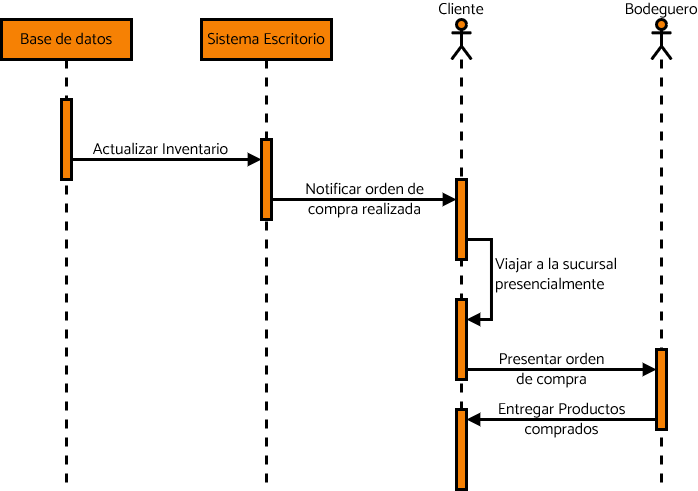 Cliente
Bodeguero
Base de datos
Sistema Escritorio
Actualizar Inventario
Notificar orden de
compra realizada
Viajar a la sucursal
presencialmente
Presentar orden
de compra
Entregar Productos
comprados